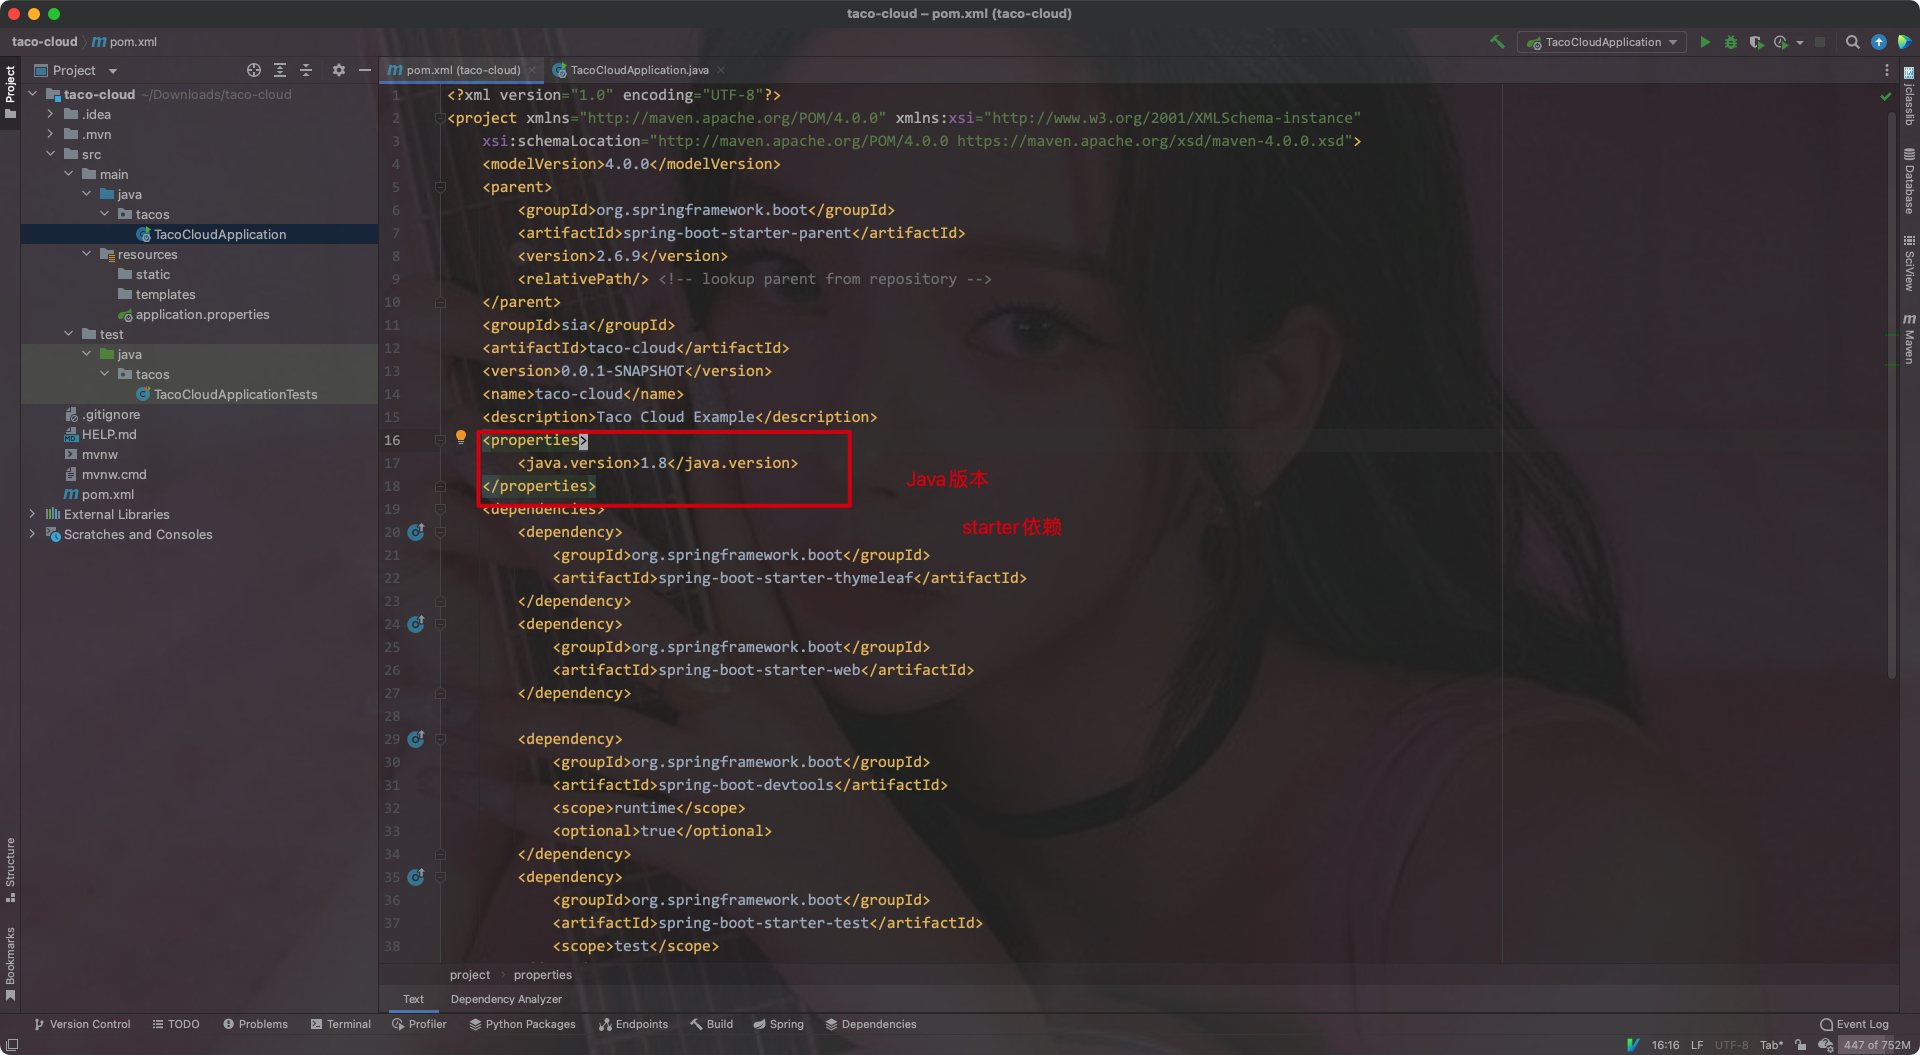 taco-cloud – pom.xml (taco-cloud)
taco-cloud pom.xml
TacoCloudApplication
Project
pom.xml (taco-cloud)
TacoCloudApplication.java
taco-cloud ~/Downloads/taco-cloud
.idea
.mvn
src
main
java
tacos
TacoCloudApplication
resources
static
templates
application.properties
test
java
tacos
TacoCloudApplicationTests
.gitignore
HELP.md
mvnw
mvnw.cmd
pom.xml
External Libraries
Scratches and Consoles
Project
Structure
Bookmarks
1 <?xml version="1.0" encoding="UTF-8"?>
2 <project xmlns="http://maven.apache.org/POM/4.0.0" xmlns:xsi="http://www.w3.org/2001/XMLSchema-instance"
3 xsi:schemaLocation="http://maven.apache.org/POM/4.0.0 https://maven.apache.org/xsd/maven-4.0.0.xsd">
4 <modelVersion>4.0.0</modelVersion>
5 <parent>
6 <groupId>org.springframework.boot</groupId>
7 <artifactId>spring-boot-starter-parent</artifactId>
8 <version>2.6.9</version>
9 <relativePath/> <!-- lookup parent from repository -->
10 </parent>
11 <groupId>sia</groupId>
12 <artifactId>taco-cloud</artifactId>
13 <version>0.0.1-SNAPSHOT</version>
14 <name>taco-cloud</name>
15 <description>Taco Cloud Example</description>
16 <properties>
17 <java.version>1.8</java.version>
18 </properties>
Java版本
19 <dependencies>
starter依赖
20 <dependency>
21 <groupId>org.springframework.boot</groupId>
22 <artifactId>spring-boot-starter-thymeleaf</artifactId>
23 </dependency>
24 <dependency>
25 <groupId>org.springframework.boot</groupId>
26 <artifactId>spring-boot-starter-web</artifactId>
27 </dependency>
28
29 <dependency>
30 <groupId>org.springframework.boot</groupId>
31 <artifactId>spring-boot-devtools</artifactId>
32 <scope>runtime</scope>
33 <optional>true</optional>
34 </dependency>
35 <dependency>
36 <groupId>org.springframework.boot</groupId>
37 <artifactId>spring-boot-starter-test</artifactId>
38 <scope>test</scope>
project properties
Text Dependency Analyzer
jclasslib
Database
SciView
Maven
Version Control TODO Problems Terminal Profiler Python Packages Endpoints Build Spring Dependencies Event Log
16:16 LF UTF-8 Tab* 447 of 752M